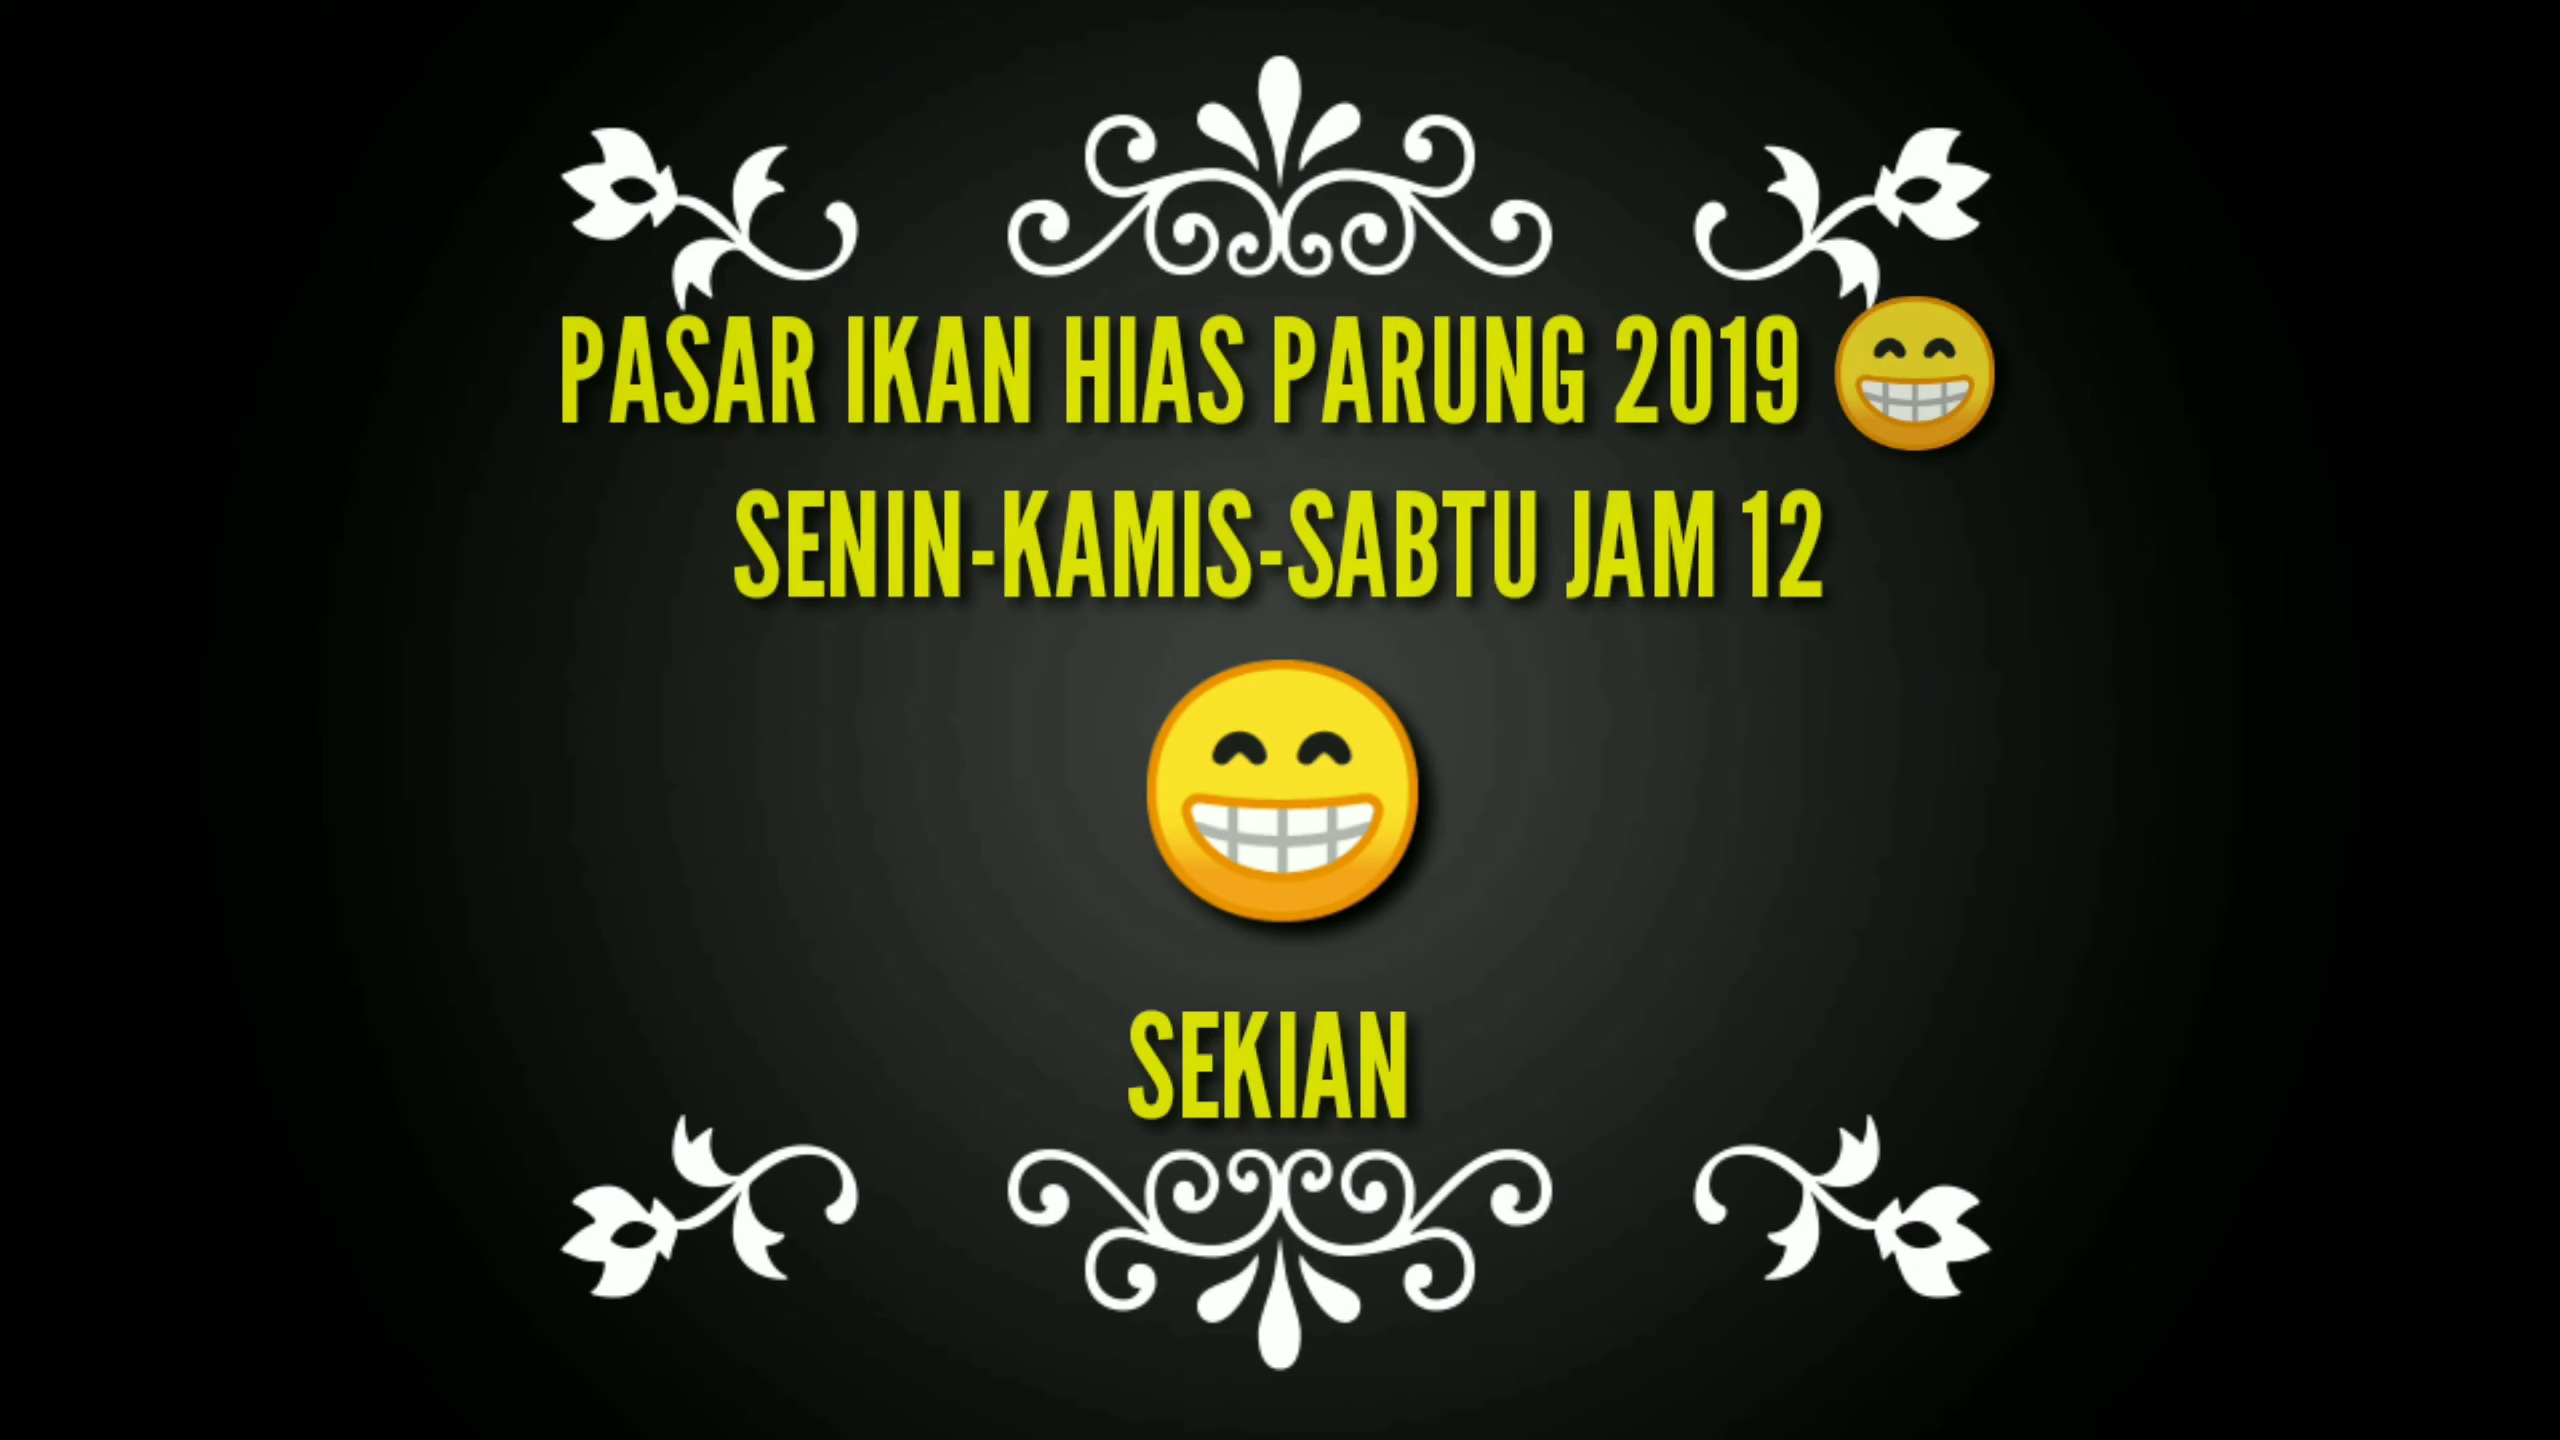 PASAR IKAN HIAS PARUNG 2019 😁
SENIN-KAMIS-SABTU JAM 12
😁
SEKIAN